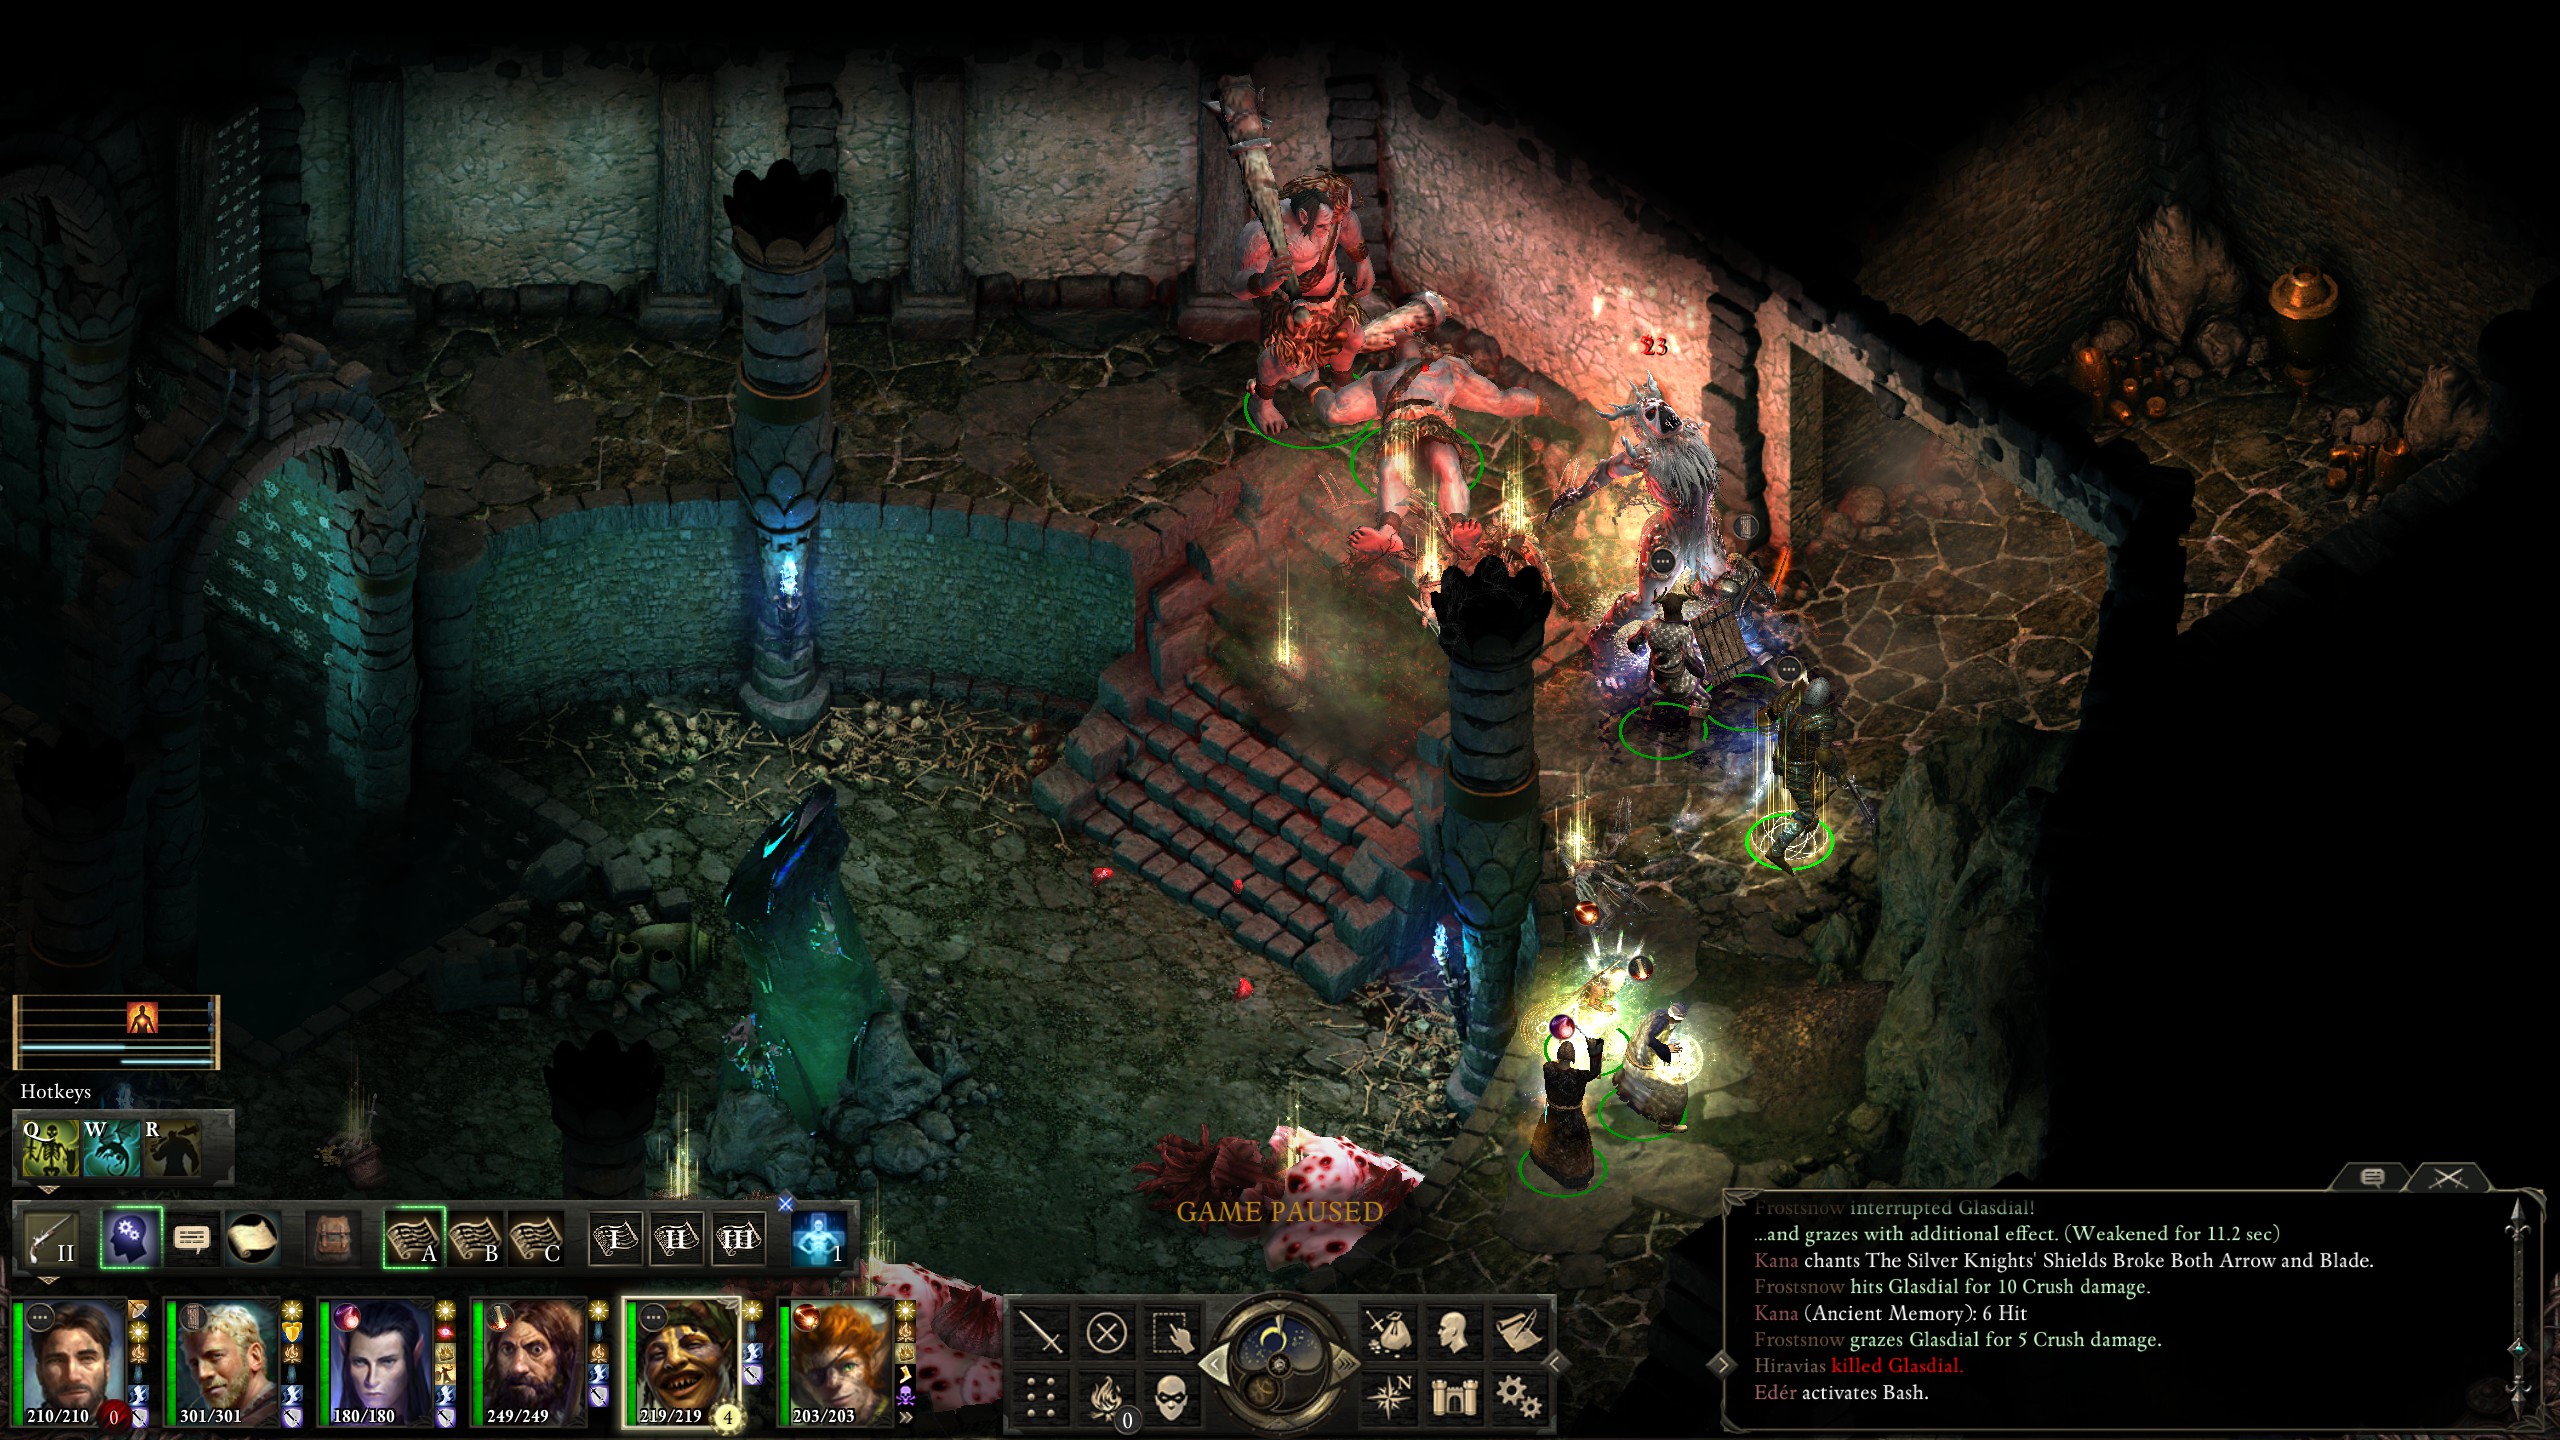 23
Hotkeys
Q W R
GAME PAUSED
II
A B C
I II III
1
210/210 0
301/301
180/180
249/249
219/219 4
203/203
N
0
Frostsnow interrupted Glasdial!
...and grazes with additional effect. (Weakened for 11.2 sec)
Kana chants The Silver Knights' Shields Broke Both Arrow and Blade.
Frostsnow hits Glasdial for 10 Crush damage.
Kana (Ancient Memory): 6 Hit
Frostsnow grazes Glasdial for 5 Crush damage.
Hiravias killed Glasdial.
Edér activates Bash.